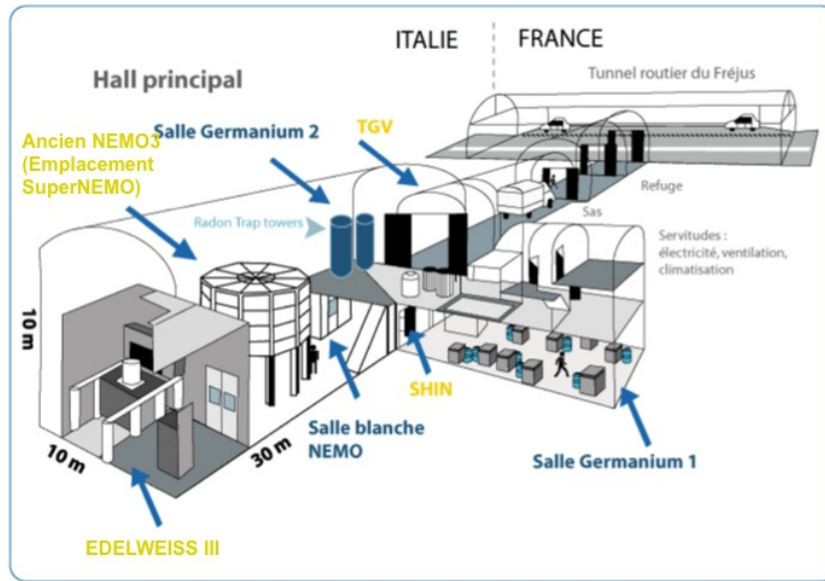 ITALIE
FRANCE
Hall principal
Tunnel routier du Fréjus
Ancien NEMO3
(Emplacement
SuperNEMO)
Salle Germanium 2
TGV
Radon Trap towers
Refuge
Sas
Servitudes :
électricité, ventilation,
climatisation
10 m
SHIN
Salle blanche
NEMO
Salle Germanium 1
10 m
30 m
EDELWEISS III